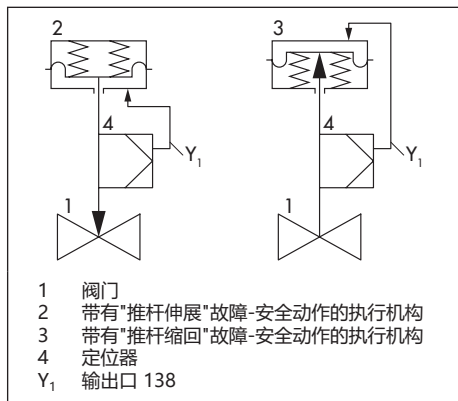 2
3
4
4
Y₁
Y₁
1
1
1 阀门
2 带有"推杆伸展"故障-安全动作的执行机构
3 带有"推杆缩回"故障-安全动作的执行机构
4 定位器
Y₁ 输出口 138